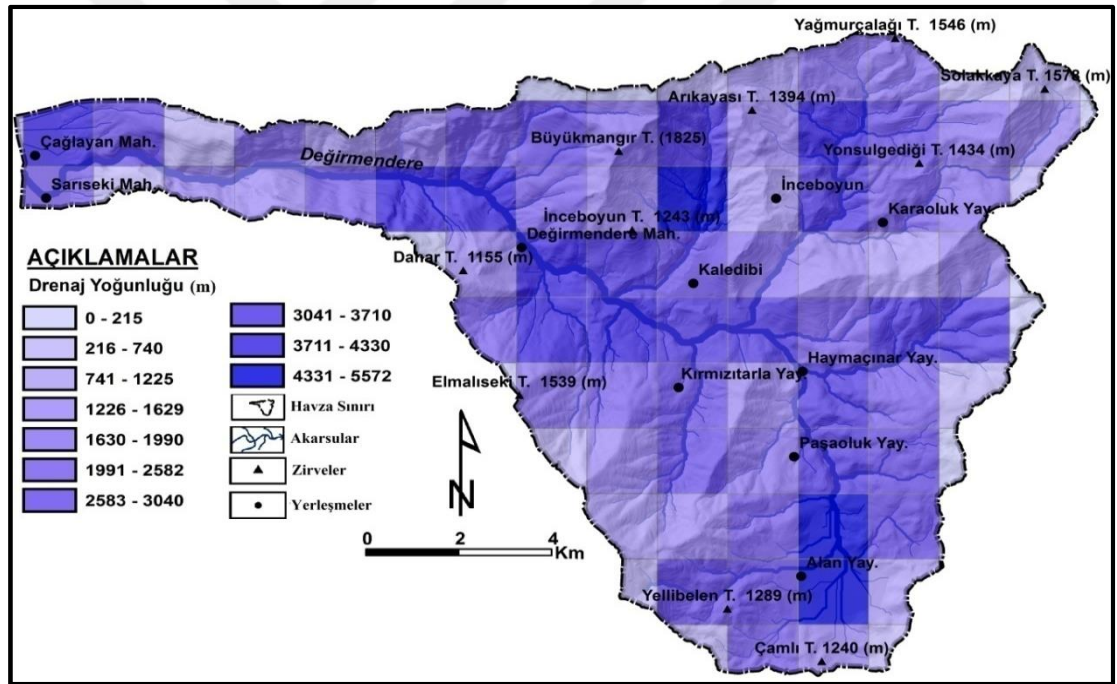 Yağmurçalağı T. 1546 (m)
Solakkaya T. 1578 (m)
Arıkayası T. 1394 (m)
Büyükmangır T. (1825)
Yonsulgediği T. 1434 (m)
Çağlayan Mah.
Değirmendere
Sarıseki Mah.
İnceboyun
İnceboyun T. 1243 (m)
Karaoluk Yay.
Değirmendere Mah.
Dahar T. 1155 (m)
Kaledibi
Haymaçınar Yay.
Elmalıseki T. 1539 (m)
Kırmızıtarla Yay.
Paşaoluk Yay.
Alan Yay.
Yellibelen T. 1289 (m)
Çamlı T. 1240 (m)
AÇIKLAMALAR
Drenaj Yoğunluğu (m)
0 - 215
216 - 740
741 - 1225
1226 - 1629
1630 - 1990
1991 - 2582
2583 - 3040
3041 - 3710
3711 - 4330
4331 - 5572
Havza Sınırı
Akarsular
Zirveler
Yerleşmeler
N
0 2 4
Km